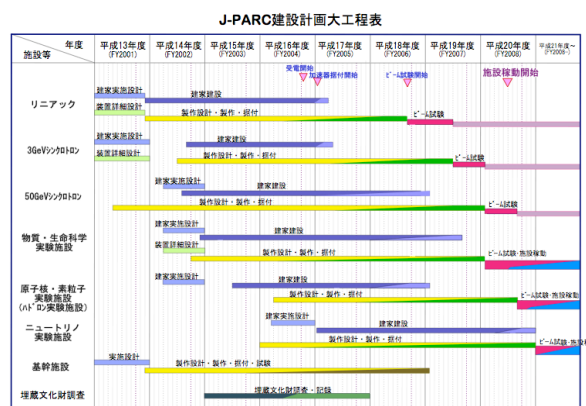 J-PARC建設計画大工程表
年度
施設等
平成13年度 平成14年度 平成15年度 平成16年度 平成17年度 平成18年度 平成19年度 平成20年度 平成21年度~
(FY2001) (FY2002) (FY2003) (FY2004) (FY2005) (FY2006) (FY2007) (FY2008) (FY2008-)
受電開始
加速器据付開始
ビーム試験開始
施設稼動開始
リニアック
建家実施設計
建家建設
装置詳細設計
製作設計・製作・据付
ビーム試験
3GeVシンクロトロン
建家実施設計
建家建設
装置詳細設計
製作設計・製作・据付
ビーム試験
50GeVシンクロトロン
建家実施設計
建家建設
製作設計・製作・据付
ビーム試験
物質・生命科学
実験施設
建家実施設計
建家建設
装置詳細設計
製作設計・製作・据付
ビーム試験・施設稼動
原子核・素粒子
実験施設
(ハドロン実験施設)
建家実施設計
建家建設
製作設計・製作・据付
ビーム試験・施設稼動
ニュートリノ
実験施設
建家実施設計
建家建設
製作設計・製作・据付
ビーム試験・施設
基幹施設
実施設計
製作設計・製作・据付・試験
埋蔵文化財調査
埋蔵文化財調査・記録